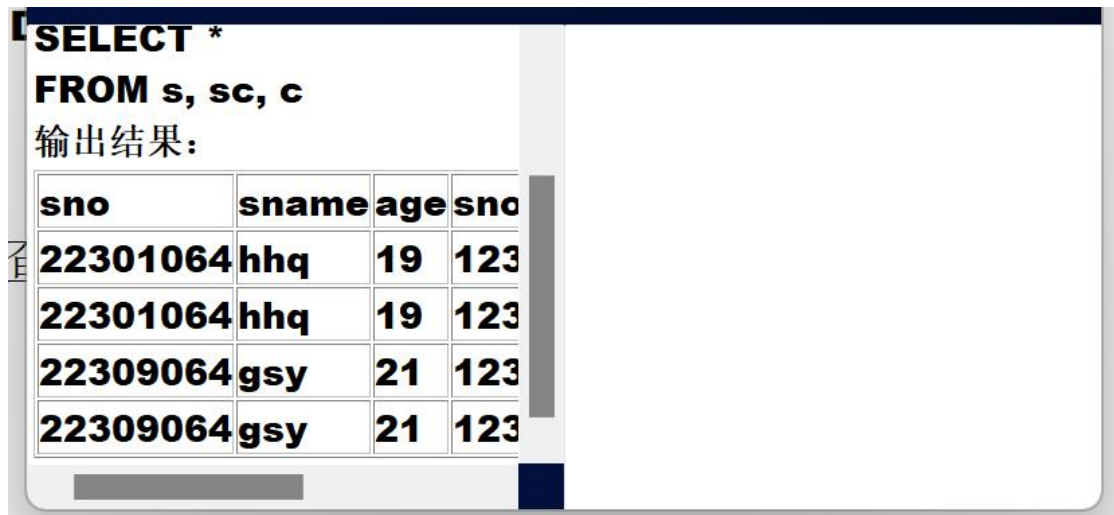 SELECT *
FROM s, sc, c
输出结果：
sno sname age sno
22301064 hhq 19 123
22301064 hhq 19 123
22309064 gsy 21 123
22309064 gsy 21 123